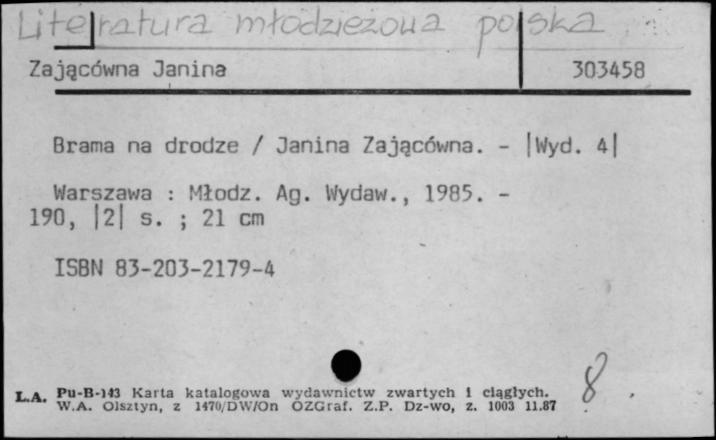 Literatura młodzieżowa polska
Zającówna Janina 303458
Brama na drodze / Janina Zającówna. - |Wyd. 4|
Warszawa : Młodz. Ag. Wydaw., 1985. -
190, |2| s. ; 21 cm
ISBN 83-203-2179-4
8
L.A. Pu-B-143 Karta katalogowa wydawnictw zwartych i ciągłych.
W.A. Olsztyn, z 1470/DW/On OZGraf. Z.P. Dz-wo, z. 1003 11.87